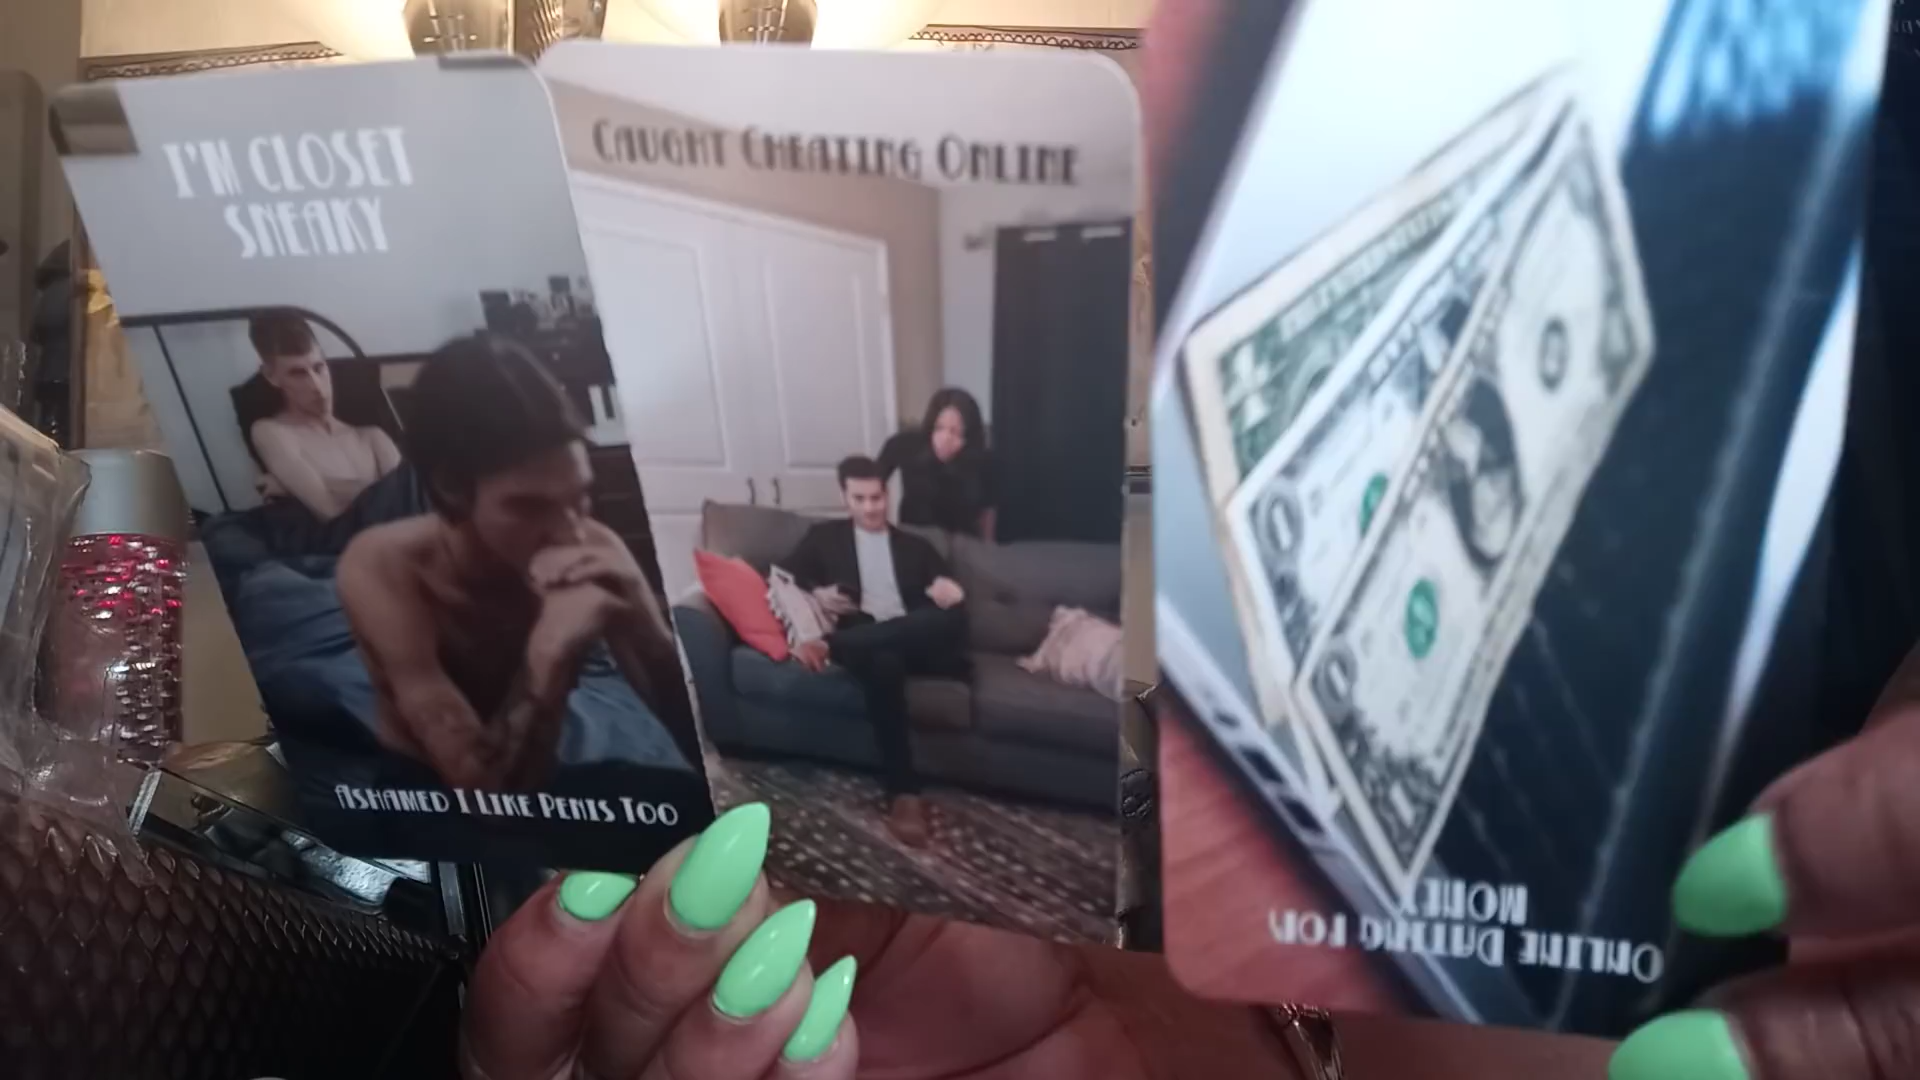 I'M CLOSET
SNEAKY
ASHAMED I LIKE PENIS TOO
CAUGHT CHEATING ONLINE
ONLINE DATING FOR
MONEY